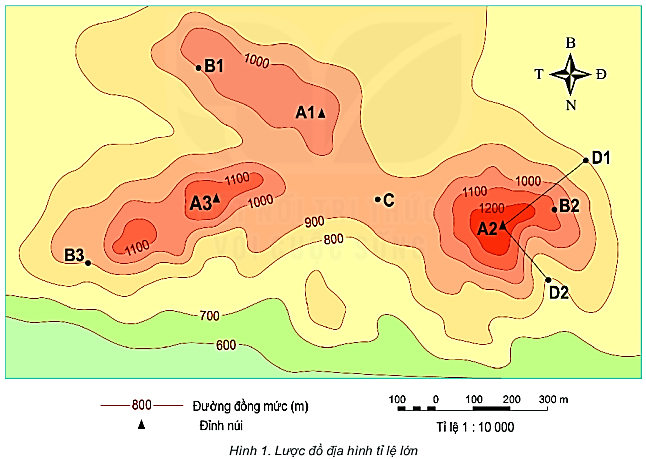 B
T Đ
N
B1
1000
A1
D1
1100
1000
1100
1000
A3
C
1200
B2
A2
900
800
1100
B3
D2
700
600
800 Đường đồng mức (m)
Đỉnh núi
100 0 100 200 300 m
Tỉ lệ 1 : 10 000
Hình 1. Lược đồ địa hình tỉ lệ lớn